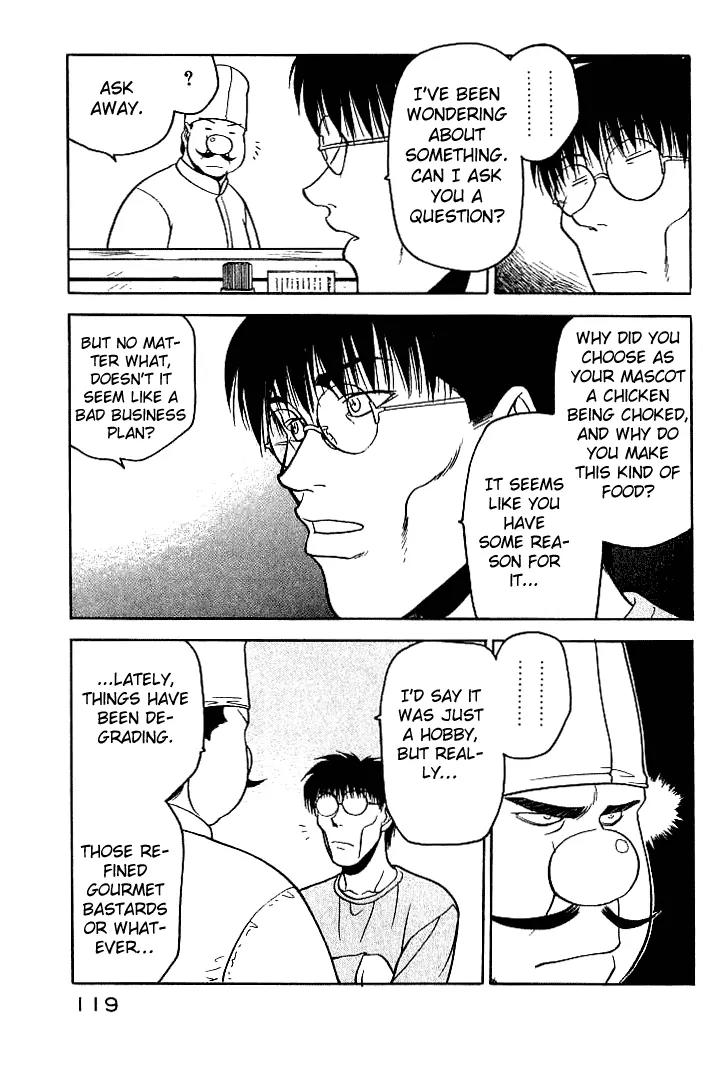 I'VE BEEN
WONDERING
ABOUT
SOMETHING.
CAN I ASK
YOU A
QUESTION?
?
ASK
AWAY.
WHY DID YOU
CHOOSE AS
YOUR MASCOT
A CHICKEN
BEING CHOKED,
AND WHY DO
YOU MAKE
THIS KIND OF
FOOD?
IT SEEMS
LIKE YOU
HAVE
SOME REA-
SON FOR
IT...
BUT NO MAT-
TER WHAT,
DOESN'T IT
SEEM LIKE A
BAD BUSINESS
PLAN?
I'D SAY IT
WAS JUST
A HOBBY,
BUT REAL-
LY...
...LATELY,
THINGS HAVE
BEEN DE-
GRADING.
THOSE RE-
FINED
GOURMET
BASTARDS
OR WHAT-
EVER...
119